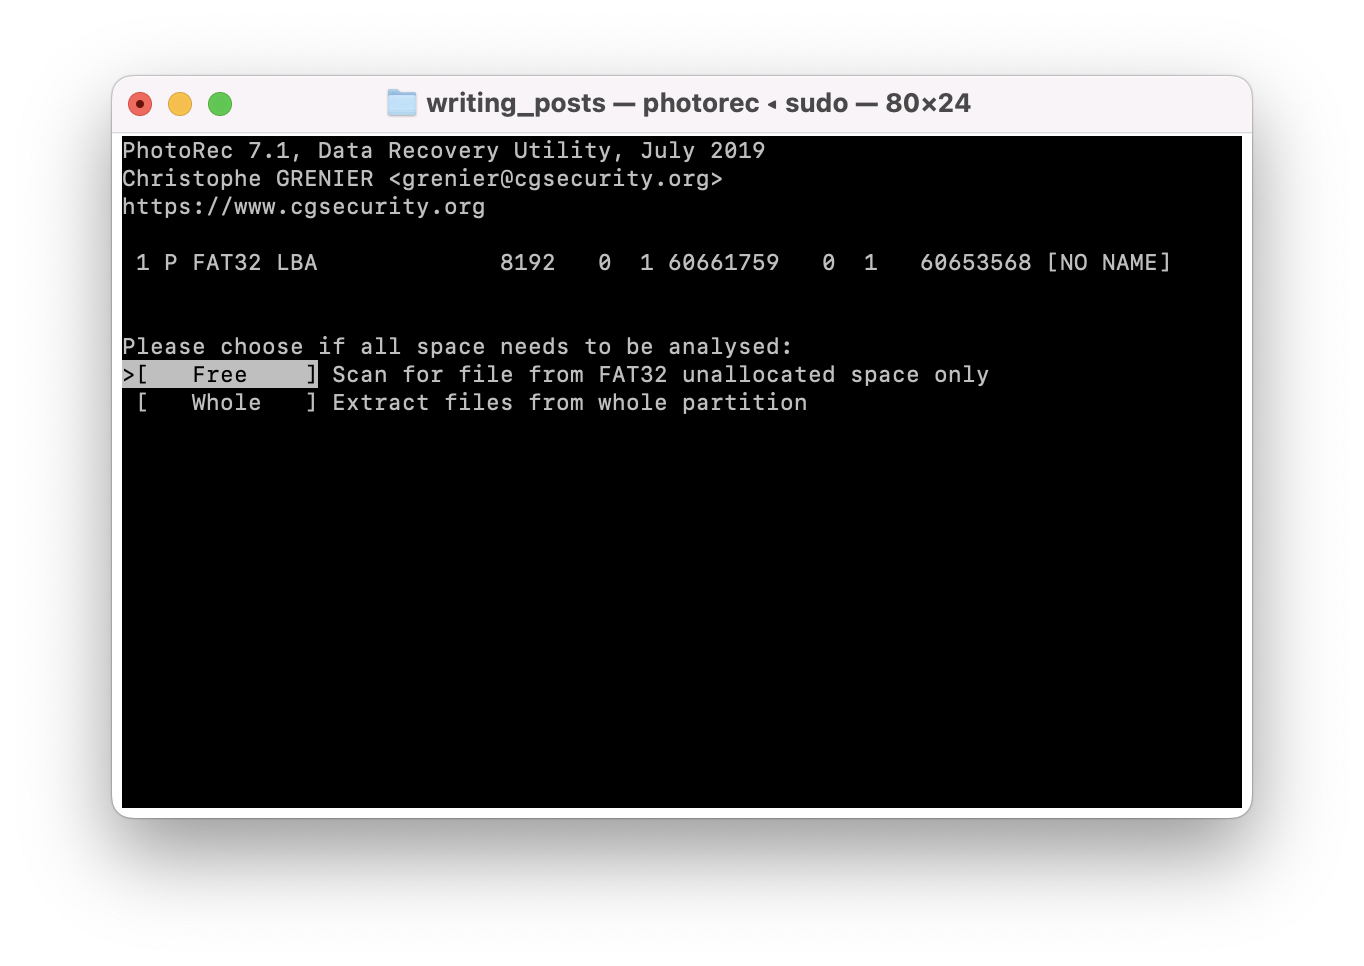 writing_posts — photorec ◂ sudo — 80×24
PhotoRec 7.1, Data Recovery Utility, July 2019
Christophe GRENIER <grenier@cgsecurity.org>
https://www.cgsecurity.org
 1 P FAT32 LBA             8192   0  1 60661759   0  1   60653568 [NO NAME]
Please choose if all space needs to be analysed:
>[   Free    ] Scan for file from FAT32 unallocated space only
 [   Whole   ] Extract files from whole partition